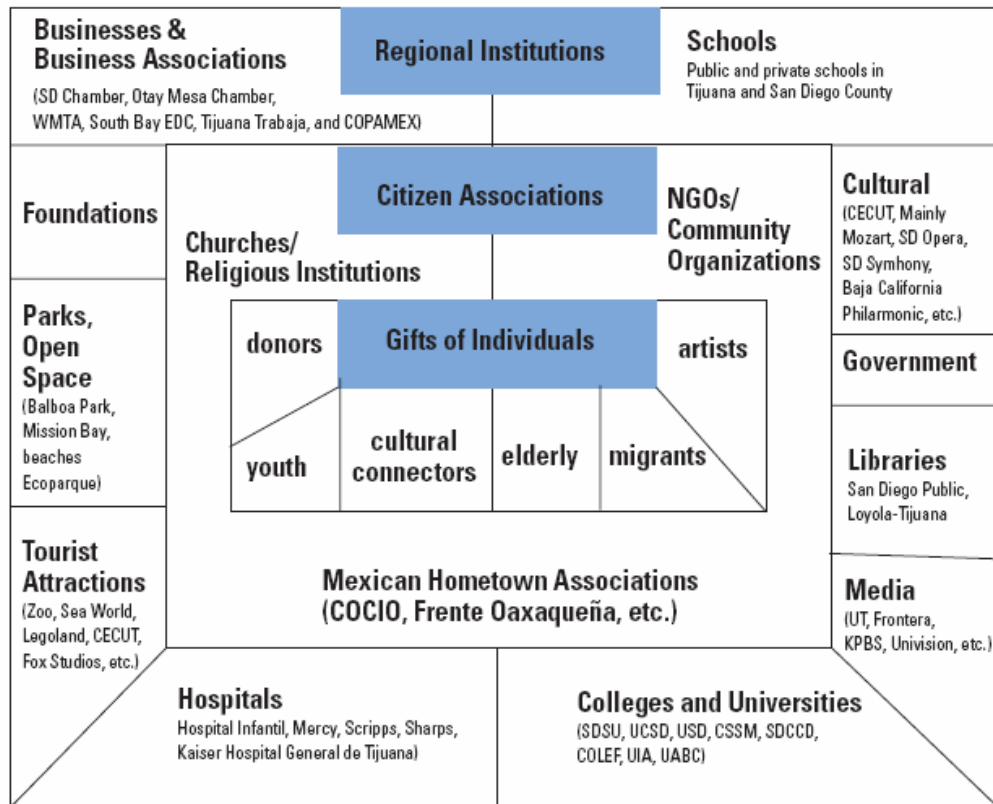 Businesses &
Business Associations
(SD Chamber, Otay Mesa Chamber,
WMTA, South Bay EDC, Tijuana Trabaja, and COPAMEX)
Regional Institutions
Schools
Public and private schools in
Tijuana and San Diego County
Foundations
Citizen Associations
Churches/
Religious Institutions
NGOs/
Community
Organizations
Cultural
(CECUT, Mainly
Mozart, SD Opera,
SD Symhony,
Baja California
Philarmonic, etc.)
Parks,
Open
Space
(Balboa Park,
Mission Bay,
beaches
Ecoparque)
donors
Gifts of Individuals
artists
youth
cultural
connectors
elderly
migrants
Government
Libraries
San Diego Public,
Loyola-Tijuana
Tourist
Attractions
(Zoo, Sea World,
Legoland, CECUT,
Fox Studios, etc.)
Mexican Hometown Associations
(COCIO, Frente Oaxaqueña, etc.)
Media
(UT, Frontera,
KPBS, Univision, etc.)
Hospitals
Hospital Infantil, Mercy, Scripps, Sharps,
Kaiser Hospital General de Tijuana)
Colleges and Universities
(SDSU, UCSD, USD, CSSM, SDCCD,
COLEF, UIA, UABC)